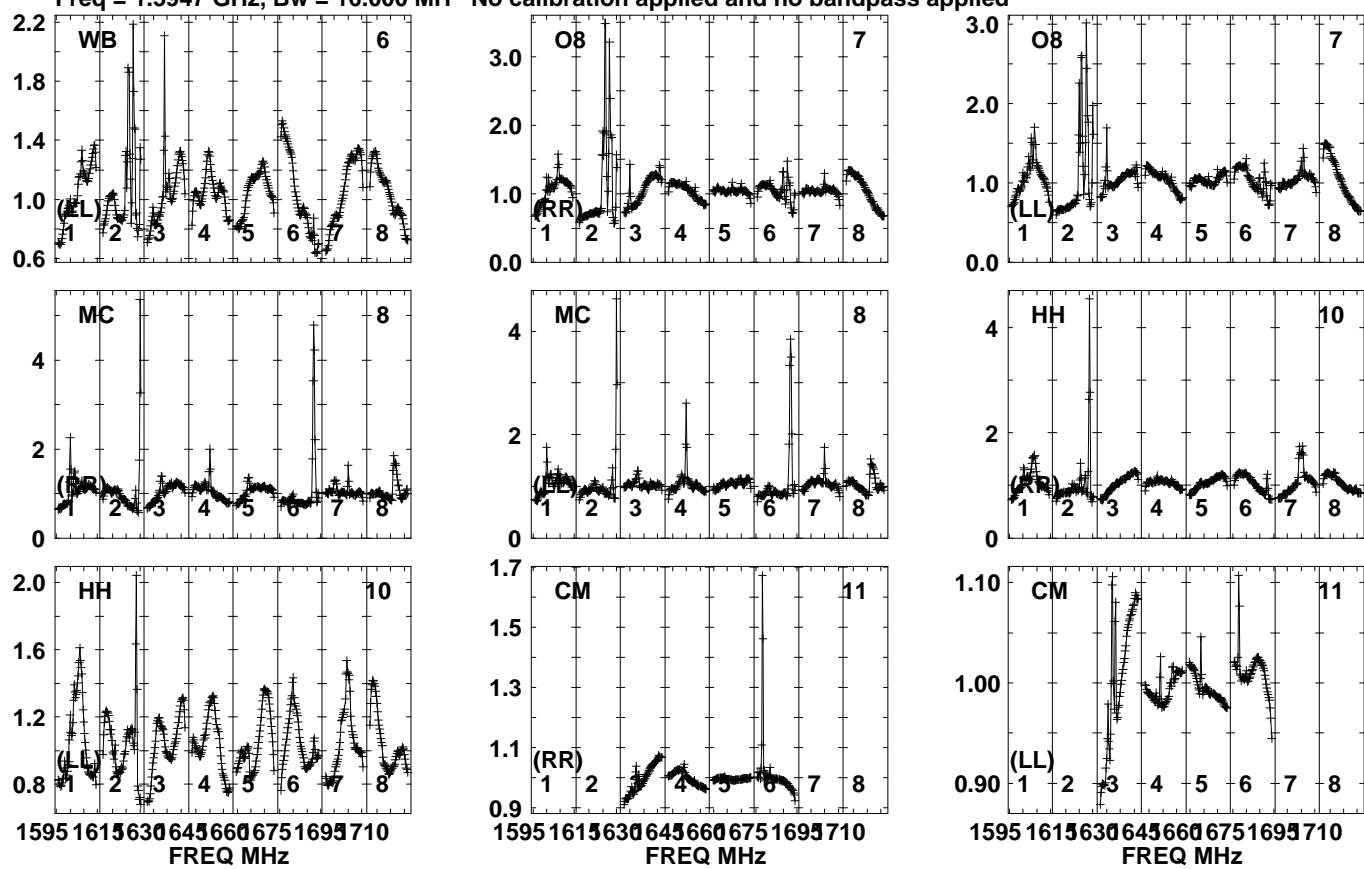 Freq = 1.5947 GHz, Bw = 16.000 MH No calibration applied and no bandpass applied
WB 6
2.2
1.8
1.4
1.0
0.6
(LL)
1 2 3 4 5 6 7 8
O8 7
3.0
2.0
1.0
0.0
(RR)
1 2 3 4 5 6 7 8
O8 7
3.0
2.0
1.0
0.0
(LL)
1 2 3 4 5 6 7 8
MC 8
4
2
0
(RR)
1 2 3 4 5 6 7 8
MC 8
4
2
0
(LL)
1 2 3 4 5 6 7 8
HH 10
4
2
0
(RR)
1 2 3 4 5 6 7 8
HH 10
2.0
1.6
1.2
0.8
(LL)
1 2 3 4 5 6 7 8
1595 1615 1630 1645 1660 1675 1695 1710
FREQ MHz
CM 11
1.7
1.5
1.3
1.1
0.9
(RR)
1 2 3 4 5 6 7 8
1595 1615 1630 1645 1660 1675 1695 1710
FREQ MHz
CM 11
1.10
1.00
0.90
(LL)
1 2 3 4 5 6 7 8
1595 1615 1630 1645 1660 1675 1695 1710
FREQ MHz